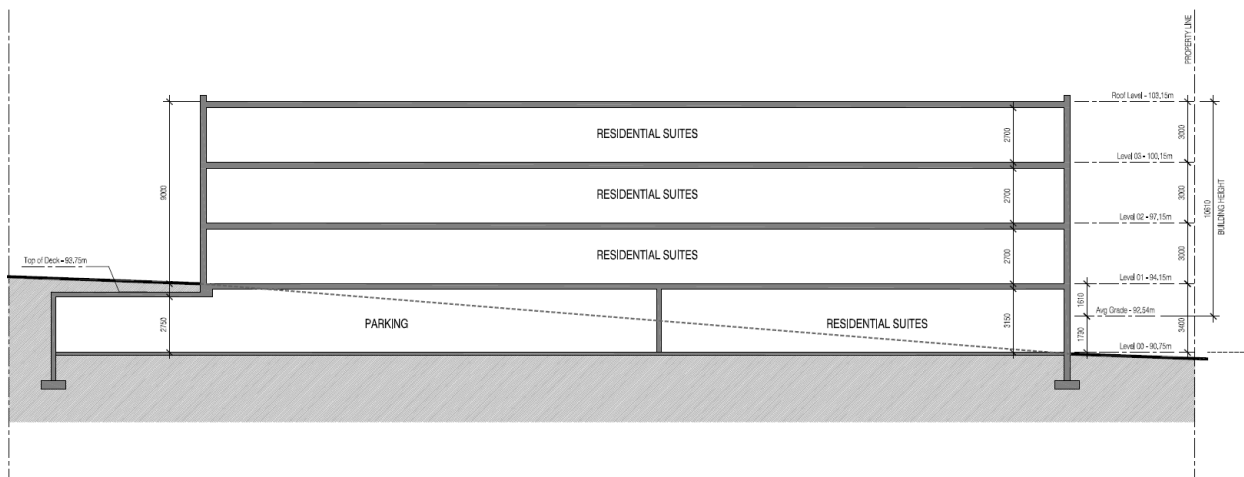 PROPERTY LINE
Roof Level - 103,15m
RESIDENTIAL SUITES
2700
3000
Level 03 - 100,15m
9000
RESIDENTIAL SUITES
2700
3000
10610
BUILDING HEIGHT
Level 02 - 97,15m
RESIDENTIAL SUITES
2700
3000
Top of Deck - 93,75m
Level 01 - 94,15m
1610
Avg Grade - 92,54m
2750
PARKING
RESIDENTIAL SUITES
3150
3400
Level 00 - 90,75m